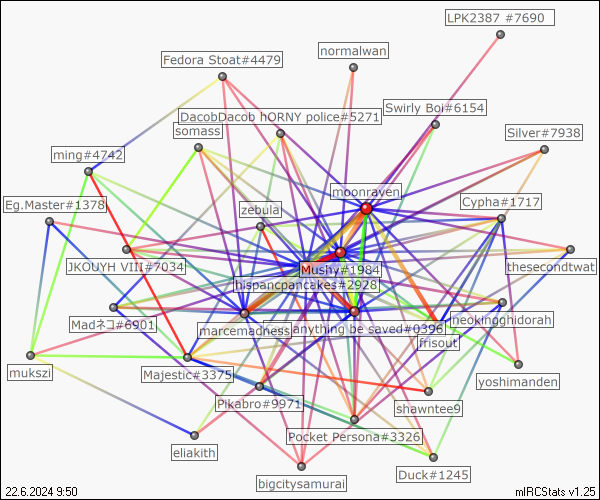 LPK2387 #7690
normalwan
Fedora Stoat#4479
Swirly Boi#6154
DacobDacob hORNY police#5271
somass
Silver#7938
ming#4742
moonraven
Cypha#1717
Eg.Master#1378
zebula
JKOUYH VIII#7034
Mushy#1984
thesecondtwat
hispancpancakes#2928
theokingghidorah
Madネコ#6901
marcemadness
anything be saved#0396
frisout
mukszi
Majestic#3375
yoshimanden
Pikabro#9971
shawntee9
Pocket Persona#3326
eliakith
Duck#1245
bigcitysamurai
22.6.2024 9:50
mIRCStats v1.25